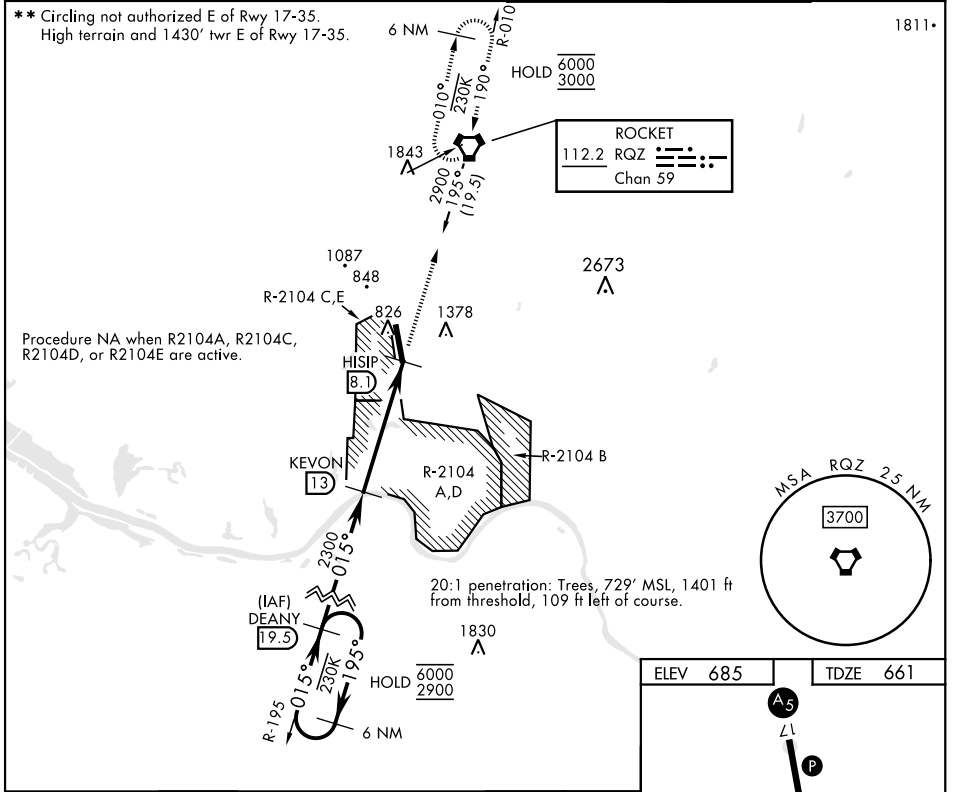 ** Circling not authorized E of Rwy 17-35.
High terrain and 1430' twr E of Rwy 17-35.
6 NM
R-010
1811
HOLD 6000
3000
010°
230K
190°
ROCKET
112.2 RQZ
Chan 59
1843
2900
195°
(19.5)
1087
848
2673
R-2104 C,E
826
1378
Procedure NA when R2104A, R2104C,
R2104D, or R2104E are active.
HISIP
8.1
R-2104 B
KEVON
13
R-2104
A,D
MSA RQZ 25 NM
3700
2300
015°
20:1 penetration: Trees, 729' MSL, 1401 ft
from threshold, 109 ft left of course.
(IAF)
DEANY
19.5
1830
015°
230K
195°
HOLD 6000
2900
R-195
6 NM
ELEV 685
TDZE 661
A5
17
P